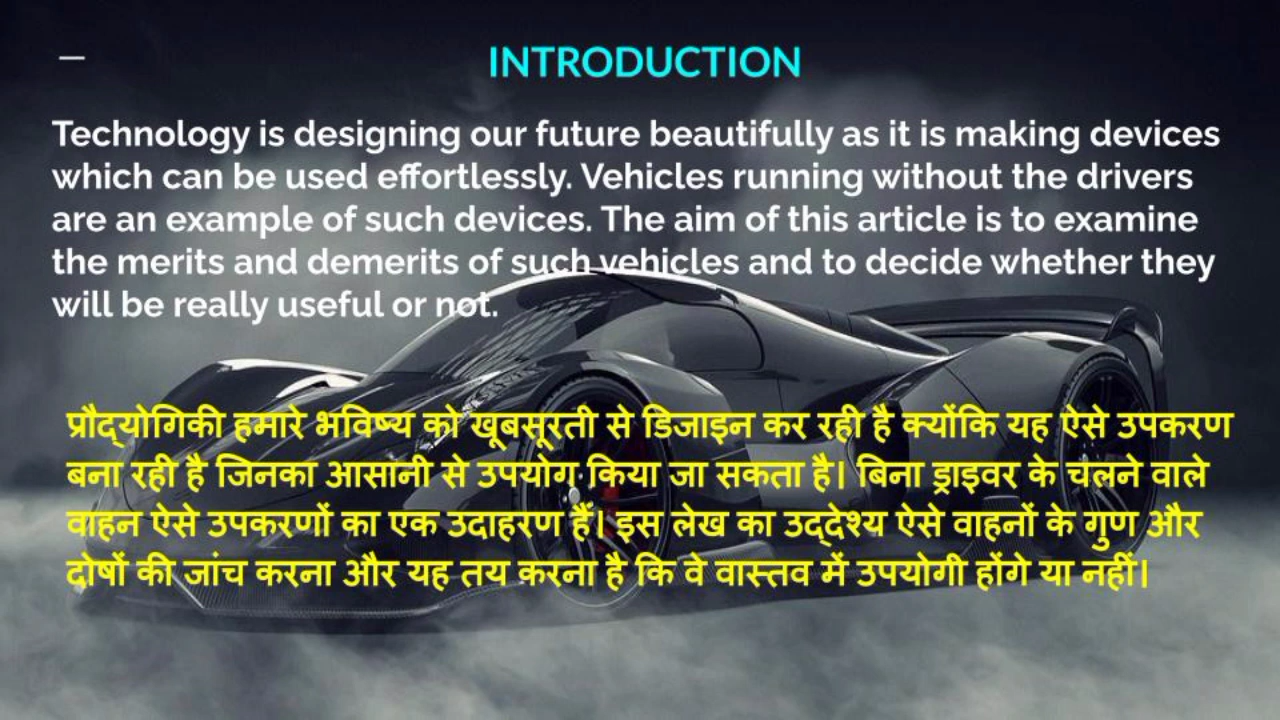 INTRODUCTION
Technology is designing our future beautifully as it is making devices
which can be used effortlessly. Vehicles running without the drivers
are an example of such devices. The aim of this article is to examine
the merits and demerits of such vehicles and to decide whether they
will be really useful or not.
प्रौद्योगिकी हमारे भविष्य को खूबसूरती से डिजाइन कर रही है क्योंकि यह ऐसे उपकरण
बना रही है जिनका आसानी से उपयोग किया जा सकता है। बिना ड्राइवर के चलने वाले
वाहन ऐसे उपकरणों का एक उदाहरण हैं। इस लेख का उद्देश्य ऐसे वाहनों के गुण और
दोषों की जांच करना और यह तय करना है कि वे वास्तव में उपयोगी होंगे या नहीं।